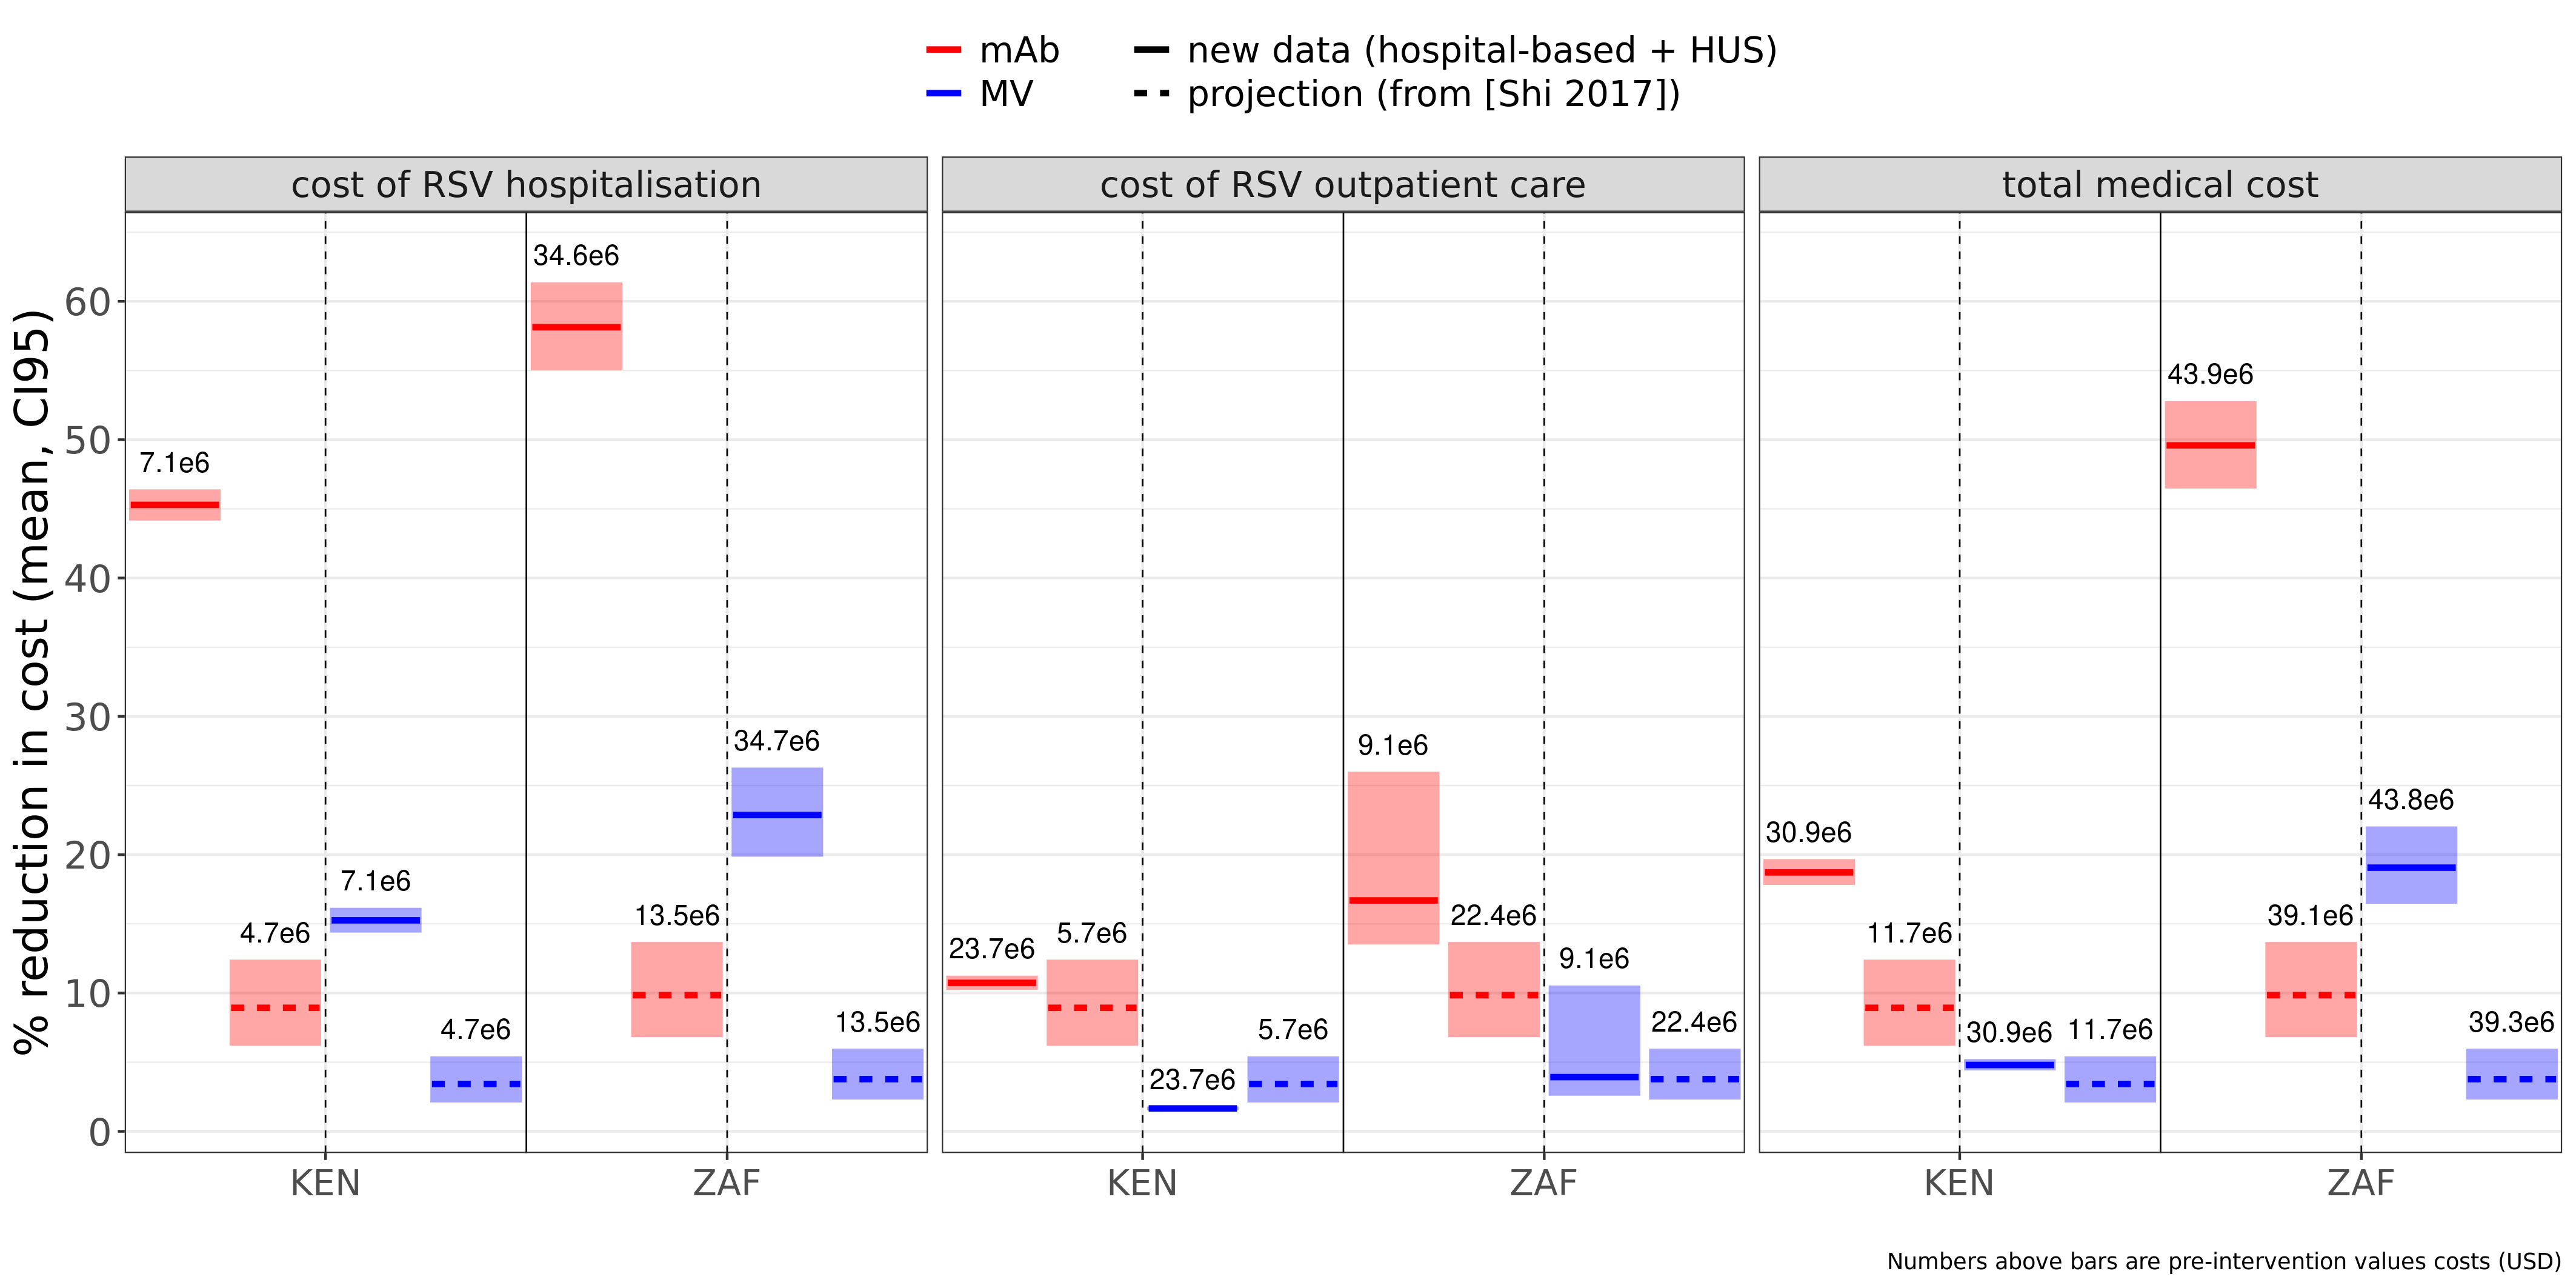 mAb
MV
new data (hospital-based + HUS)
projection (from [Shi 2017])
% reduction in cost (mean, CI95)
cost of RSV hospitalisation
cost of RSV outpatient care
total medical cost
60
50
40
30
20
10
0
7.1e6
4.7e6
7.1e6
4.7e6
34.6e6
13.5e6
34.7e6
13.5e6
23.7e6
5.7e6
23.7e6
5.7e6
9.1e6
22.4e6
9.1e6
22.4e6
30.9e6
11.7e6
30.9e6
11.7e6
43.9e6
39.1e6
43.8e6
39.3e6
KEN
ZAF
KEN
ZAF
KEN
ZAF
Numbers above bars are pre-intervention values costs (USD)